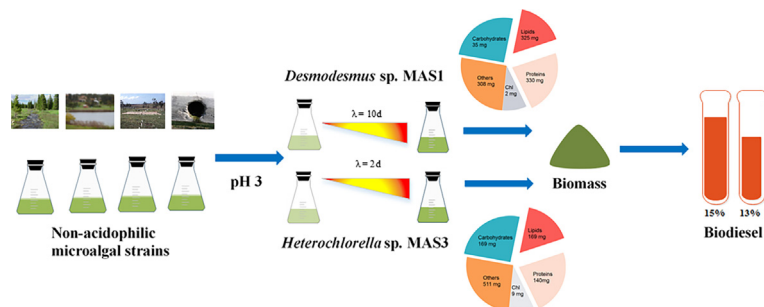 Desmodesmus sp. MAS1
Carbohydrates
35 mg
Lipids
325 mg
Others
308 mg
Chl
2 mg
Proteins
330 mg
λ = 10d
pH 3
λ = 2d
Non-acidophilic
microalgal strains
Heterochlorella sp. MAS3
Carbohydrates
169 mg
Lipids
169 mg
Others
511 mg
Chl
9 mg
Proteins
140mg
Biomass
15%
13%
Biodiesel